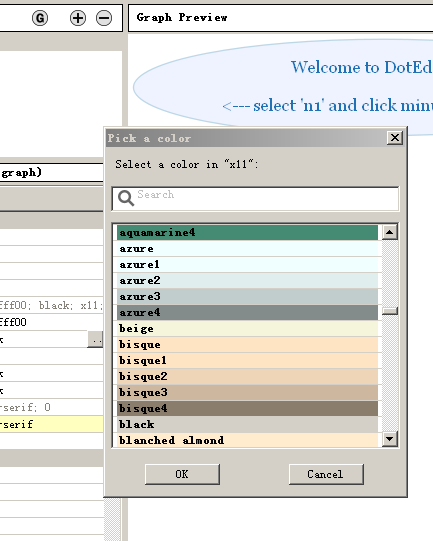 G
Graph Preview
Welcome to DotEd
<--- select 'n1' and click minu
Pick a color
Select a color in "x11":
Search
graph)
aquamarine4
azure
azure1
azure2
azure3
azure4
beige
bisque
bisque1
bisque2
bisque3
bisque4
black
blanched almond
fff00; black; x11;
fff00
k
..
k
k
rserif; 0
rserif
OK
Cancel